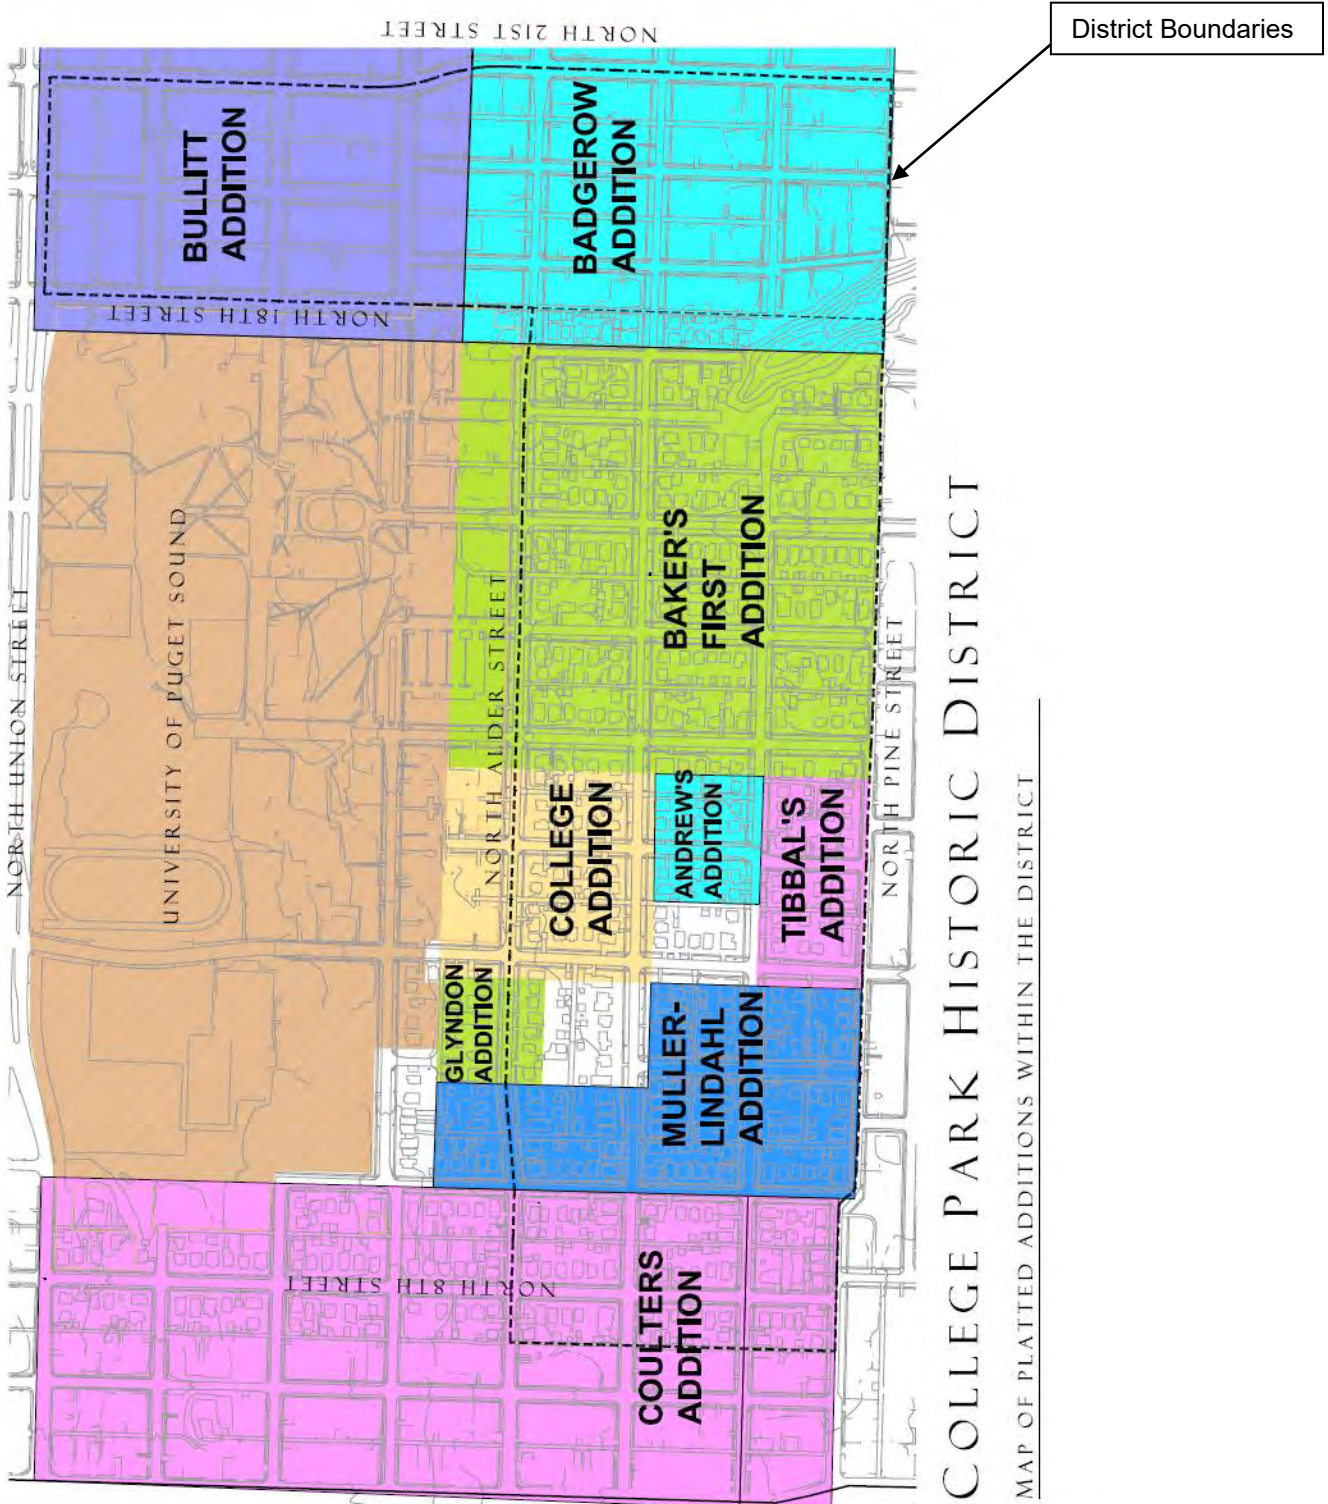 District Boundaries
NORTH 21ST STREET
BULLITT
ADDITION
BADGEROW
ADDITION
NORTH 18TH STREET
NORTH UNION STREET
UNIVERSITY OF PUGET SOUND
NORTH ALDER STREET
BAKER'S
FIRST
ADDITION
NORTH PINE STREET
COLLEGE
ADDITION
ANDREW'S
ADDITION
TIBBAL'S
ADDITION
GLYNDON
ADDITION
MULLER-
LINDAHL
ADDITION
NORTH 8TH STREET
COULTERS
ADDITION
COLLEGE PARK HISTORIC DISTRICT
MAP OF PLATTED ADDITIONS WITHIN THE DISTRICT